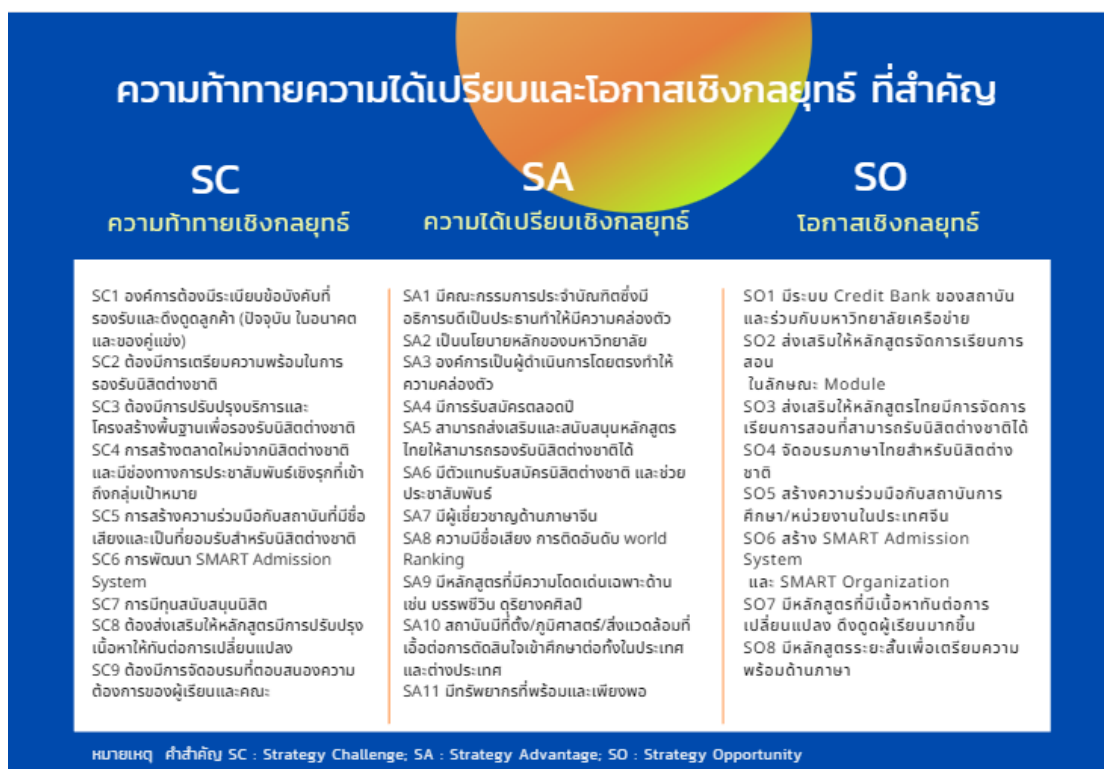 ความท้าทายความได้เปรียบและโอกาสเชิงกลยุทธ์ ที่สำคัญ
SC
ความท้าทายเชิงกลยุทธ์
SC1 องค์การต้องมีระเบียบข้อบังคับที่
รองรับและดึงดูดลูกค้า (ปัจจุบัน ในอนาคต
และของคู่แข่ง)
SC2 ต้องมีการเตรียมความพร้อมในการ
รองรับนิสิตต่างชาติ
SC3 ต้องมีการปรับปรุงบริการและ
โครงสร้างพื้นฐานเพื่อรองรับนิสิตต่างชาติ
SC4 การสร้างตลาดใหม่จากนิสิตต่างชาติ
และมีช่องทางการประชาสัมพันธ์เชิงรุกที่เข้า
ถึงกลุ่มเป้าหมาย
SC5 การสร้างความร่วมมือกับสถาบันที่มีชื่อ
เสียงและเป็นที่ยอมรับสำหรับนิสิตต่างชาติ
SC6 การพัฒนา SMART Admission
System
SC7 การมีทุนสนับสนุนนิสิต
SC8 ต้องส่งเสริมให้หลักสูตรมีการปรับปรุง
เนื้อหาให้ทันต่อการเปลี่ยนแปลง
SC9 ต้องมีการจัดอบรมที่ตอบสนองความ
ต้องการของผู้เรียนและคณะ
SA
ความได้เปรียบเชิงกลยุทธ์
SA1 มีคณะกรรมการประจำบัณฑิตซึ่งมี
อธิการบดีเป็นประธานทำให้มีความคล่องตัว
SA2 เป็นนโยบายหลักของมหาวิทยาลัย
SA3 องค์การเป็นผู้ดำเนินการโดยตรงทำให้
ความคล่องตัว
SA4 มีการรับสมัครตลอดปี
SA5 สามารถส่งเสริมและสนับสนุนหลักสูตร
ไทยให้สามารถรองรับนิสิตต่างชาติได้
SA6 มีตัวแทนรับสมัครนิสิตต่างชาติ และช่วย
ประชาสัมพันธ์
SA7 มีผู้เชี่ยวชาญด้านภาษาจีน
SA8 ความมีชื่อเสียง การติดอันดับ world
Ranking
SA9 มีหลักสูตรที่มีความโดดเด่นเฉพาะด้าน
เช่น บรรพชีวิน ดุริยางคศิลป์
SA10 สถาบันมีที่ตั้ง/ภูมิศาสตร์/สิ่งแวดล้อมที่
เอื้อต่อการตัดสินใจเข้าศึกษาต่อทั้งในประเทศ
และต่างประเทศ
SA11 มีทรัพยากรที่พร้อมและเพียงพอ
SO
โอกาสเชิงกลยุทธ์
SO1 มีระบบ Credit Bank ของสถาบัน
และร่วมกับมหาวิทยาลัยเครือข่าย
SO2 ส่งเสริมให้หลักสูตรจัดการเรียนการ
สอน
ในลักษณะ Module
SO3 ส่งเสริมให้หลักสูตรไทยมีการจัดการ
เรียนการสอนที่สามารถรับนิสิตต่างชาติได้
SO4 จัดอบรมภาษาไทยสำหรับนิสิตต่าง
ชาติ
SO5 สร้างความร่วมมือกับสถาบันการ
ศึกษา/หน่วยงานในประเทศจีน
SO6 สร้าง SMART Admission
System
และ SMART Organization
SO7 มีหลักสูตรที่มีเนื้อหาทันต่อการ
เปลี่ยนแปลง ดึงดูดผู้เรียนมากขึ้น
SO8 มีหลักสูตรระยะสั้นเพื่อเตรียมความ
พร้อมด้านภาษา
หมายเหตุ คำสำคัญ SC : Strategy Challenge; SA : Strategy Advantage; SO : Strategy Opportunity